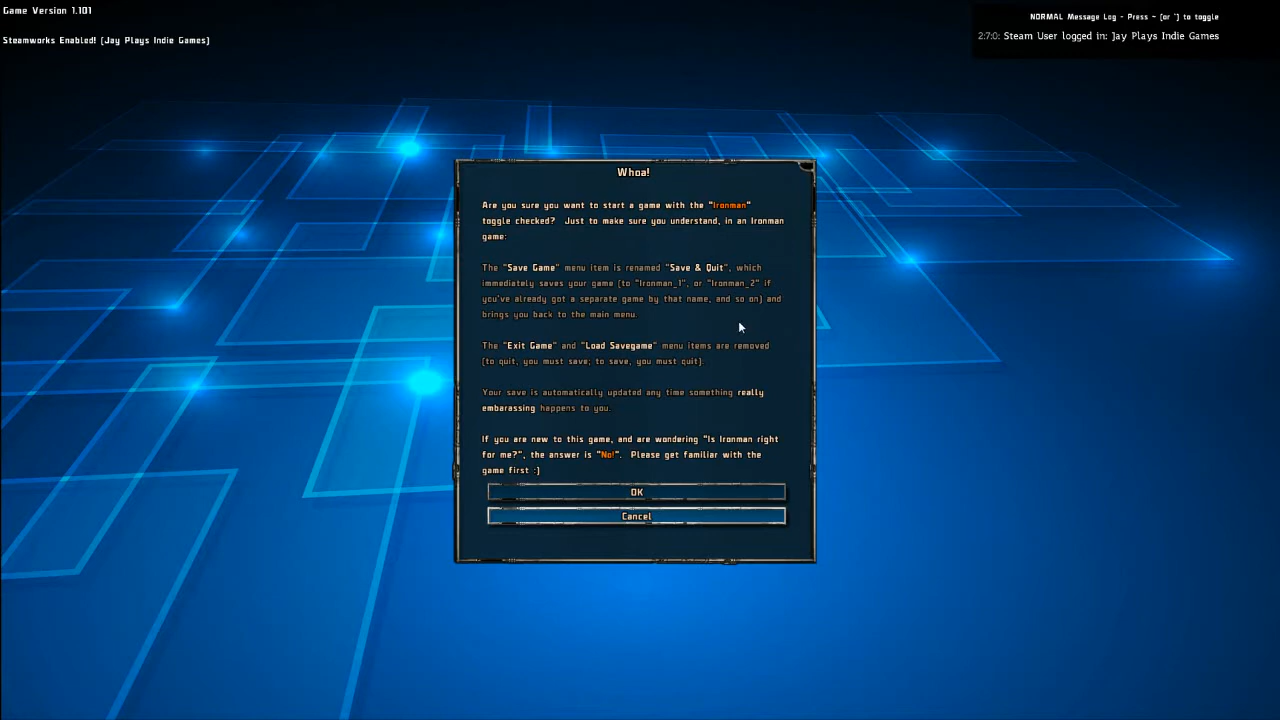 Game Version 1.101
Steamworks Enabled! (Jay Plays Indie Games)
NORMAL Message Log - Press ~ (or `) to toggle
2:7:0: Steam User logged in: Jay Plays Indie Games
Whoa!
Are you sure you want to start a game with the "Ironman"
toggle checked?  Just to make sure you understand, in an Ironman
game:
The "Save Game" menu item is renamed "Save & Quit", which
immediately saves your game (to "Ironman_1", or "Ironman_2" if
you've already got a separate game by that name, and so on) and
brings you back to the main menu.
The "Exit Game" and "Load Savegame" menu items are removed
(to quit, you must save; to save, you must quit).
Your save is automatically updated any time something really
embarassing happens to you.
If you are new to this game, and are wondering "Is Ironman right
for me?", the answer is "No!".  Please get familiar with the
game first :)
OK
Cancel